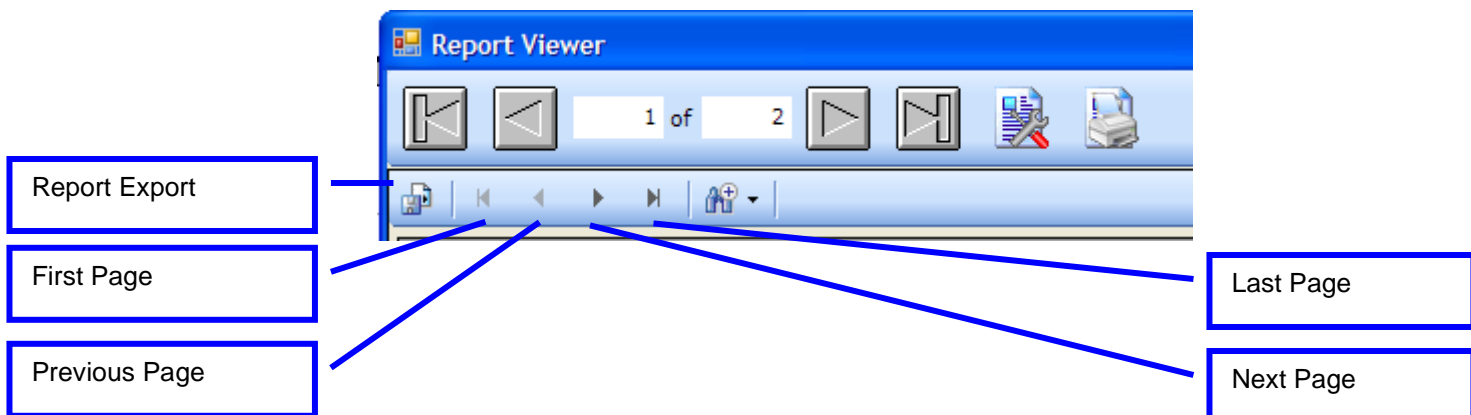 Report Viewer
1 of 2
Report Export
First Page
Last Page
Previous Page
Next Page